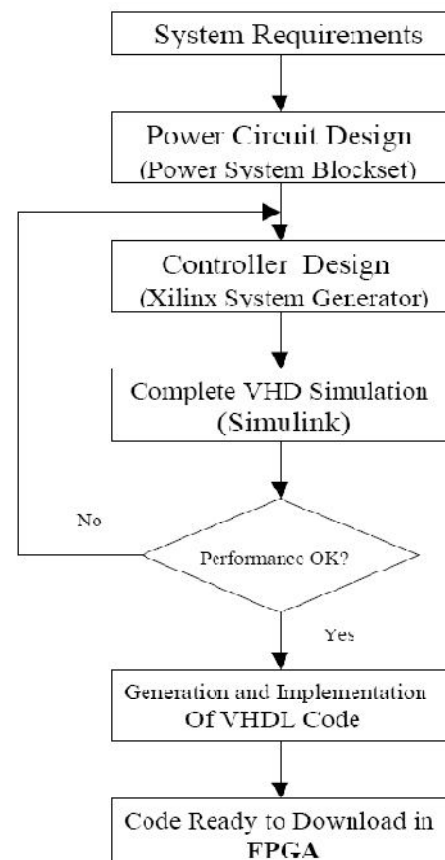 System Requirements
Power Circuit Design
(Power System Blockset)
Controller Design
(Xilinx System Generator)
Complete VHD Simulation
(Simulink)
No
Performance OK?
Yes
Generation and Implementation
Of VHDL Code
Code Ready to Download in
FPGA